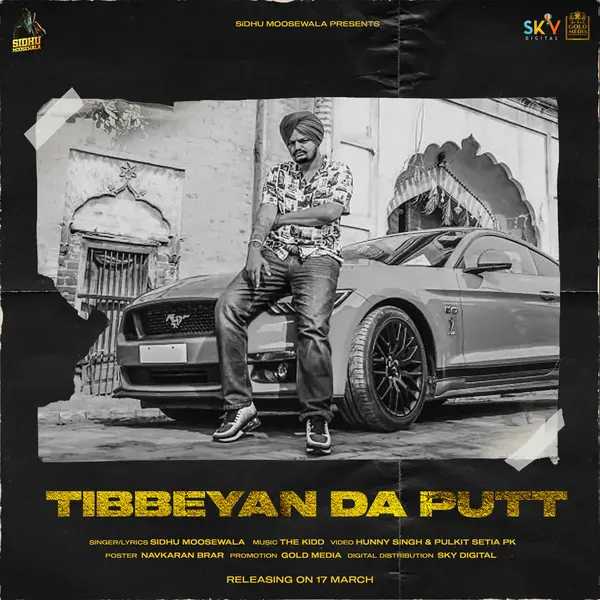 SiDHU MOOSEWALA PRESENTS
SIDHU
MOOSEWALA
SKY
DIGITAL
GOLD
MEDIA
5.0
TIBBEYAN DA PUTT
SINGER/LYRICS SIDHU MOOSEWALA MUSIC THE KIDD VIDEO HUNNY SINGH & PULKIT SETIA PK
POSTER NAVKARAN BRAR PROMOTION GOLD MEDIA DIGITAL DISTRIBUTION SKY DIGITAL
RELEASING ON 17 MARCH